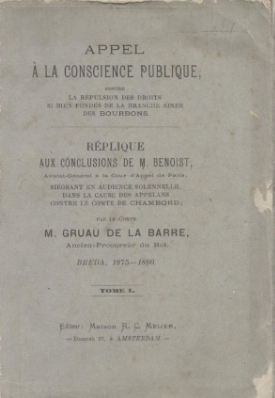 APPEL
À LA CONSCIENCE PUBLIQUE,
CONTRE
LA RÉPULSION DES DROITS
SI BIEN FONDÉS DE LA BRANCHE AINÉE
DES BOURBONS.
RÉPLIQUE
AUX CONCLUSIONS DE M. BENOIST,
Avocat-Général à la Cour d'Appel de Paris,
SIÉGEANT EN AUDIENCE SOLENNELLE,
DANS LA CAUSE DES APPELANS
CONTRE LE COMTE DE CHAMBORD;
PAR LE COMTE
M. GRUAU DE LA BARRE,
Ancien-Procureur du Roi.
BREDA, 1875—1880.
TOME I.
Editeur: Maison R. C. MEIJER,
à AMSTERDAM. —